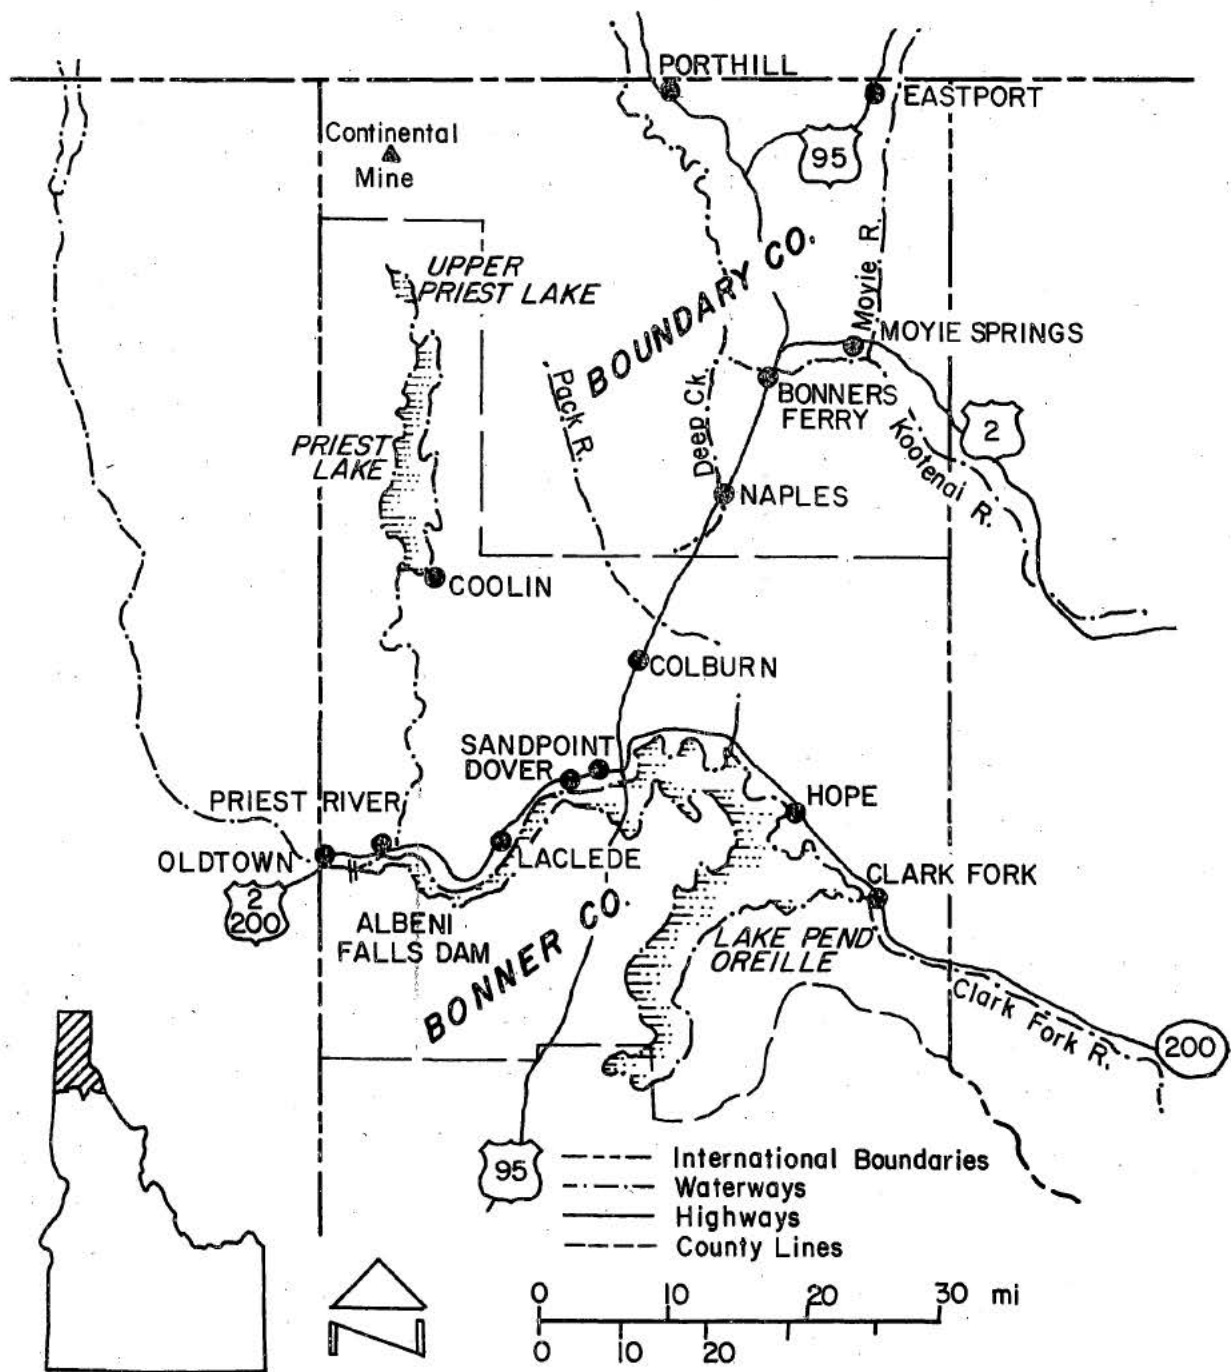 PORTHILL
EASTPORT
Continental
Mine
95
UPPER
PRIEST LAKE
BOUNDARY CO.
Moyie R.
MOYIE SPRINGS
Pack R.
Deep Ck.
BONNERS
FERRY
2
PRIEST
LAKE
Kootenai R.
NAPLES
COOLIN
COLBURN
SANDPOINT
DOVER
PRIEST RIVER
HOPE
OLDTOWN
LACLEDE
CLARK FORK
2
200
ALBENI
FALLS DAM
BONNER CO.
LAKE PEND
OREILLE
Clark Fork R.
200
95
International Boundaries
Waterways
Highways
County Lines
N
0 10 20 30 mi
0 10 20